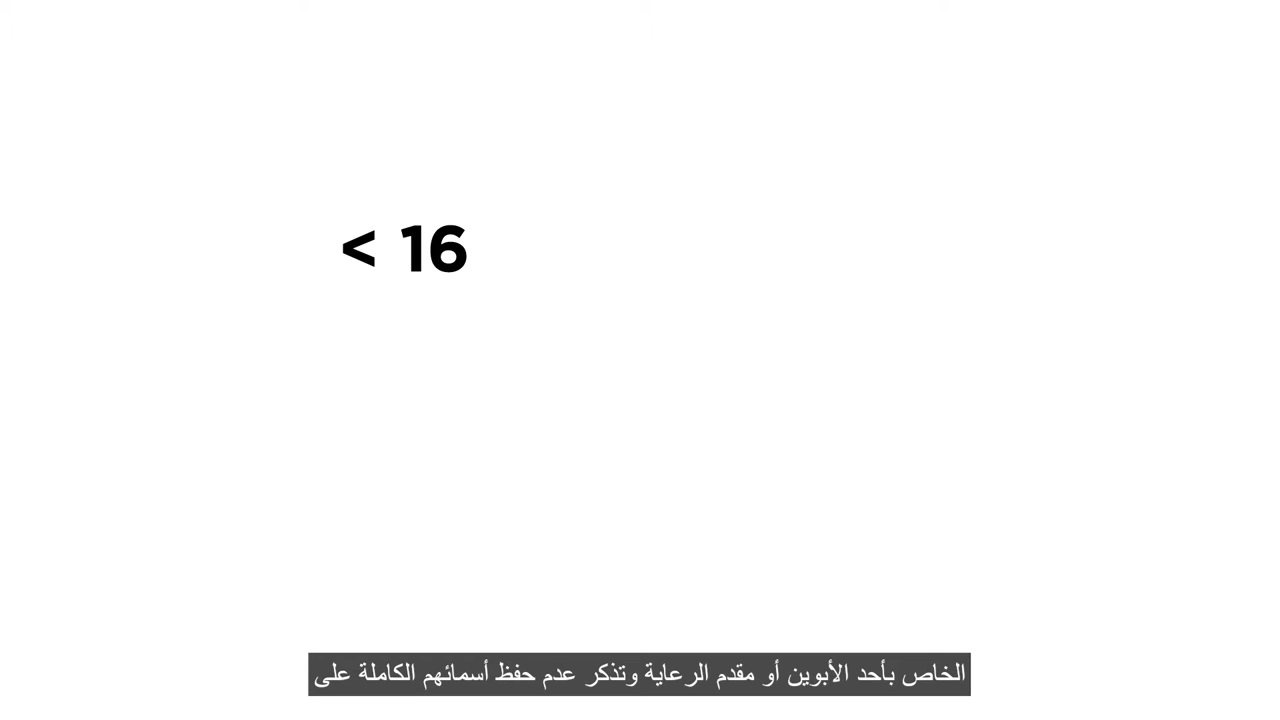 < 16
الخاص بأحد الأبوين أو مقدم الرعاية وتذكر عدم حفظ أسمائهم الكاملة على